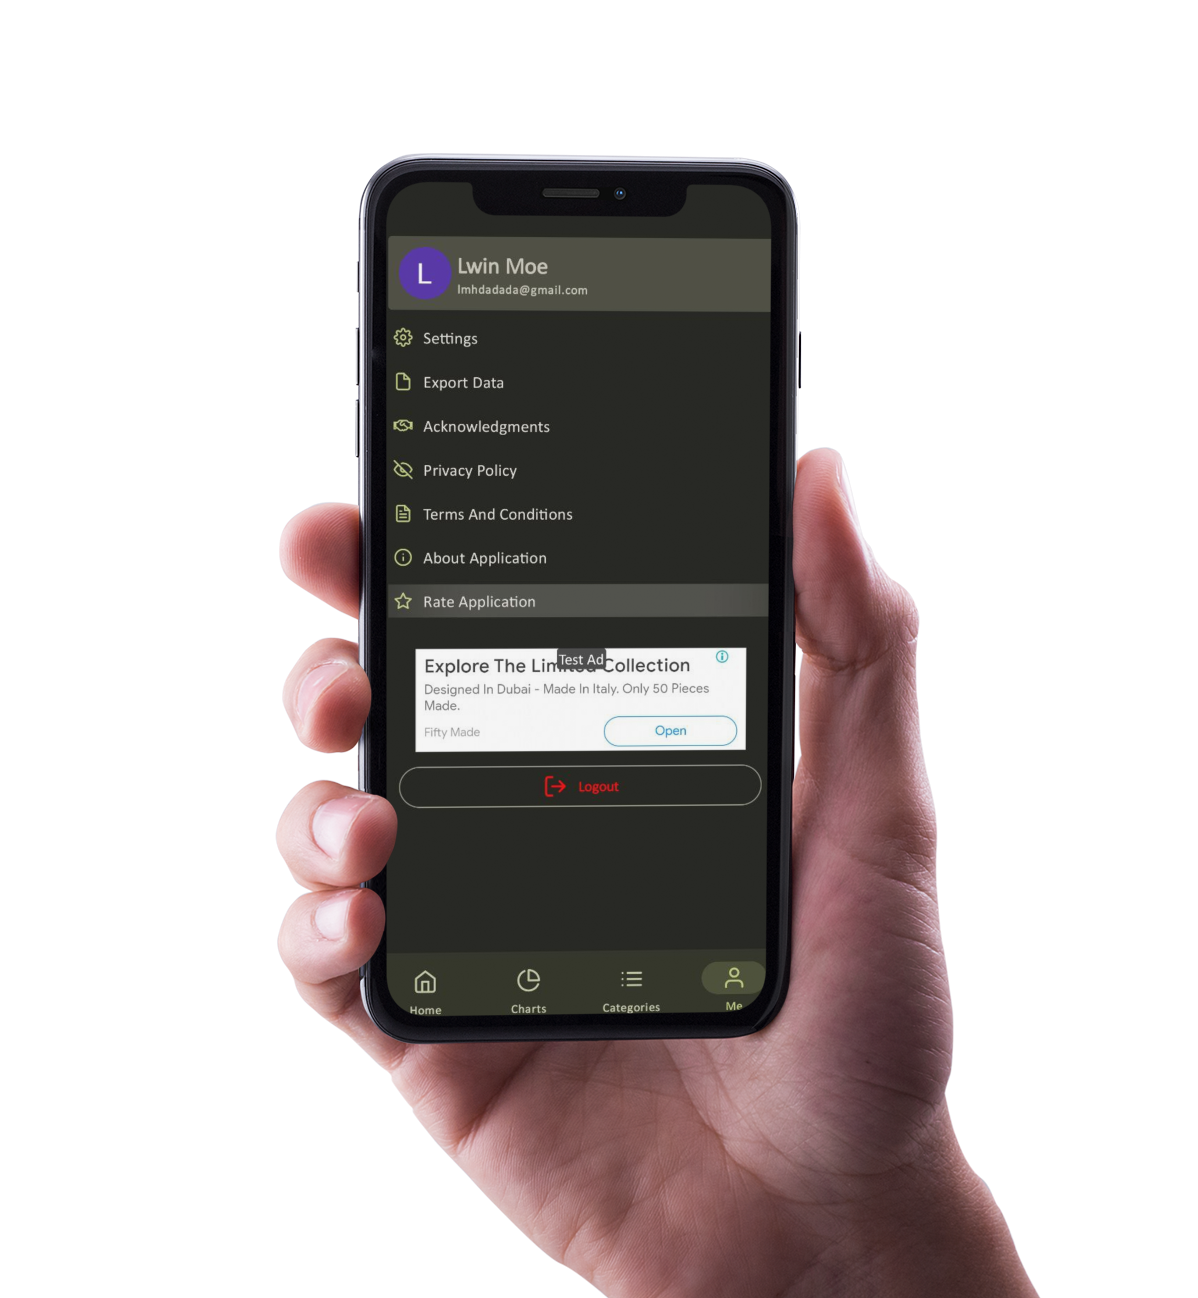 L
Lwin Moe
lmhdadada@gmail.com
Settings
Export Data
Acknowledgments
Privacy Policy
Terms And Conditions
About Application
Rate Application
Test Ad
Explore The Limited Collection
Designed In Dubai - Made In Italy. Only 50 Pieces
Made.
Fifty Made
Open
Logout
Home
Charts
Categories
Me